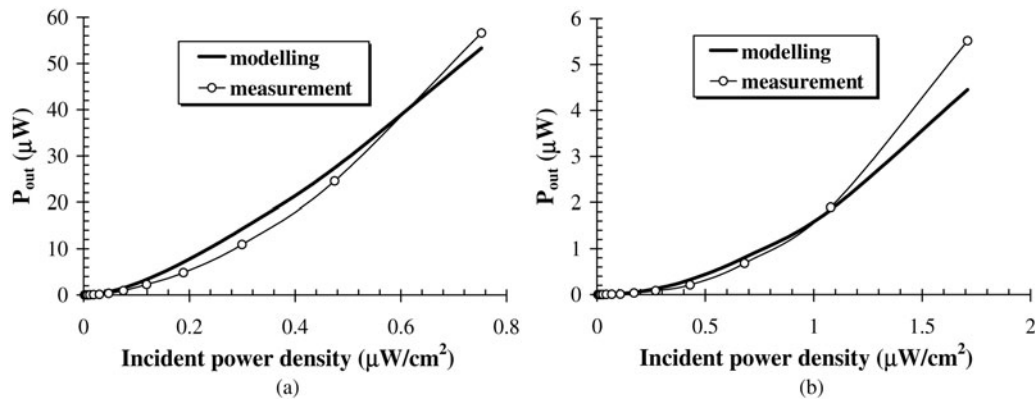 60
50
40
30
20
10
0
P_out (μW)
modelling
measurement
0 0.2 0.4 0.6 0.8
Incident power density (μW/cm²)
(a)
6
5
4
3
2
1
0
P_out (μW)
modelling
measurement
0 0.5 1 1.5 2
Incident power density (μW/cm²)
(b)